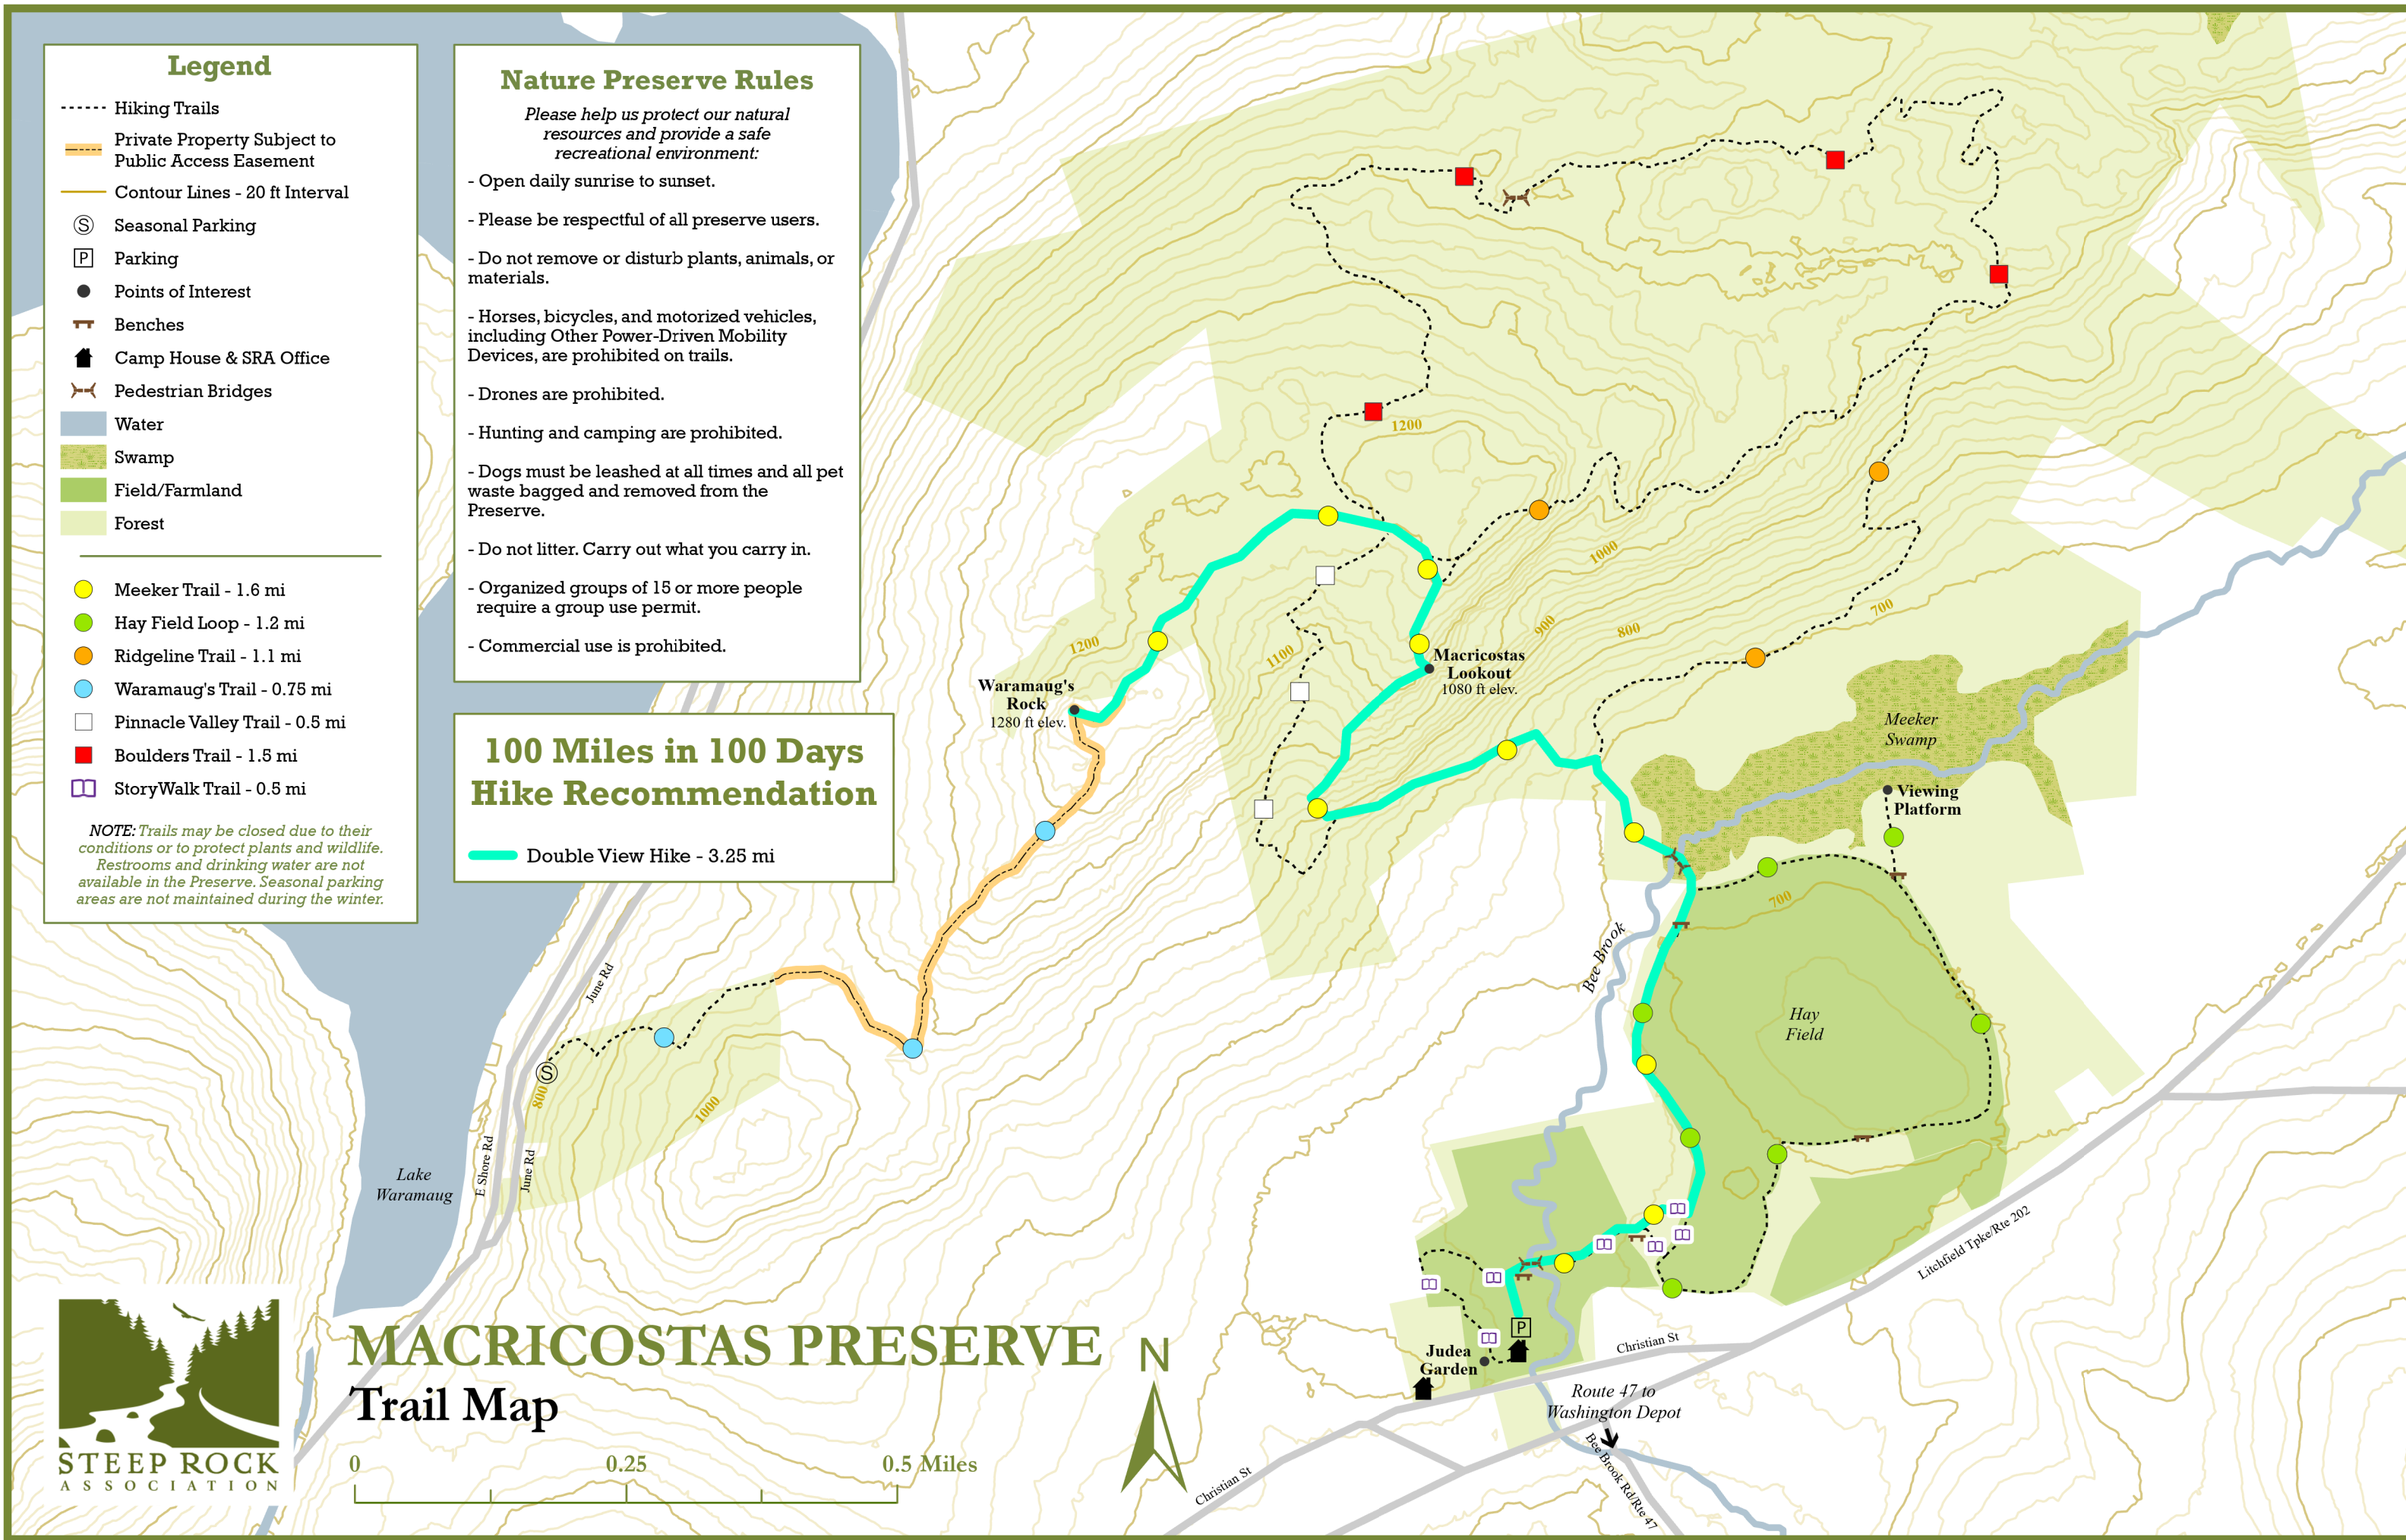 Legend
Hiking Trails
Private Property Subject to
Public Access Easement
Contour Lines - 20 ft Interval
S
Seasonal Parking
P
Parking
Points of Interest
Benches
Camp House & SRA Office
Pedestrian Bridges
Water
Swamp
Field/Farmland
Forest
Meeker Trail - 1.6 mi
Hay Field Loop - 1.2 mi
Ridgeline Trail - 1.1 mi
Waramaug's Trail - 0.75 mi
Pinnacle Valley Trail - 0.5 mi
Boulders Trail - 1.5 mi
StoryWalk Trail - 0.5 mi
NOTE: Trails may be closed due to their
conditions or to protect plants and wildlife.
Restrooms and drinking water are not
available in the Preserve. Seasonal parking
areas are not maintained during the winter.
Nature Preserve Rules
Please help us protect our natural
resources and provide a safe
recreational environment:
- Open daily sunrise to sunset.
- Please be respectful of all preserve users.
- Do not remove or disturb plants, animals, or
materials.
- Horses, bicycles, and motorized vehicles,
including Other Power-Driven Mobility
Devices, are prohibited on trails.
- Drones are prohibited.
- Hunting and camping are prohibited.
- Dogs must be leashed at all times and all pet
waste bagged and removed from the
Preserve.
- Do not litter. Carry out what you carry in.
- Organized groups of 15 or more people
require a group use permit.
- Commercial use is prohibited.
100 Miles in 100 Days
Hike Recommendation
Double View Hike - 3.25 mi
1200
1000
900
800
700
1200
1100
Macricostas
Lookout
1080 ft elev.
Waramaug's
Rock
1280 ft elev.
Meeker
Swamp
Viewing
Platform
700
Bee Brook
Hay
Field
June Rd
S
800
1000
E Shore Rd
June Rd
Lake
Waramaug
Litchfield Tpke/Rte 202
P
Judea
Garden
Christian St
Route 47 to
Washington Depot
Bee Brook Rd/Rte 47
Christian St
STEEP ROCK
ASSOCIATION
MACRICOSTAS PRESERVE
Trail Map
N
0 0.25 0.5 Miles